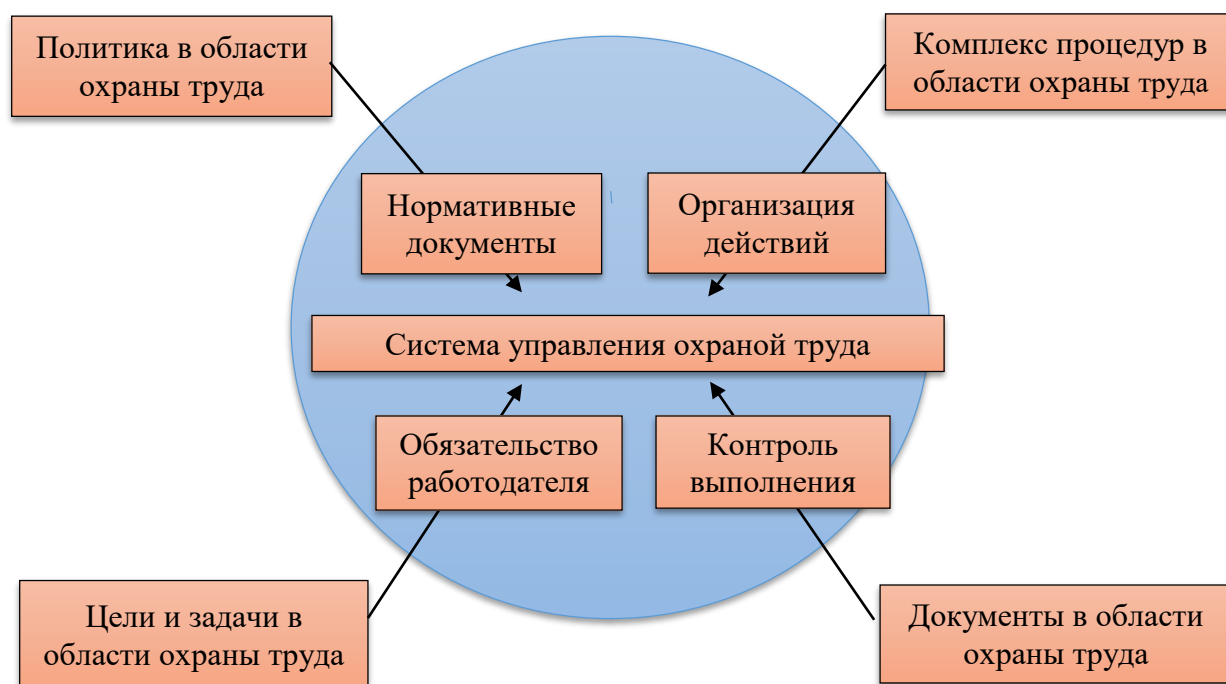 Политика в области
охраны труда
Комплекс процедур в
области охраны труда
Нормативные
документы
Организация
действий
Система управления охраной труда
Обязательство
работодателя
Контроль
выполнения
Цели и задачи в
области охраны труда
Документы в области
охраны труда